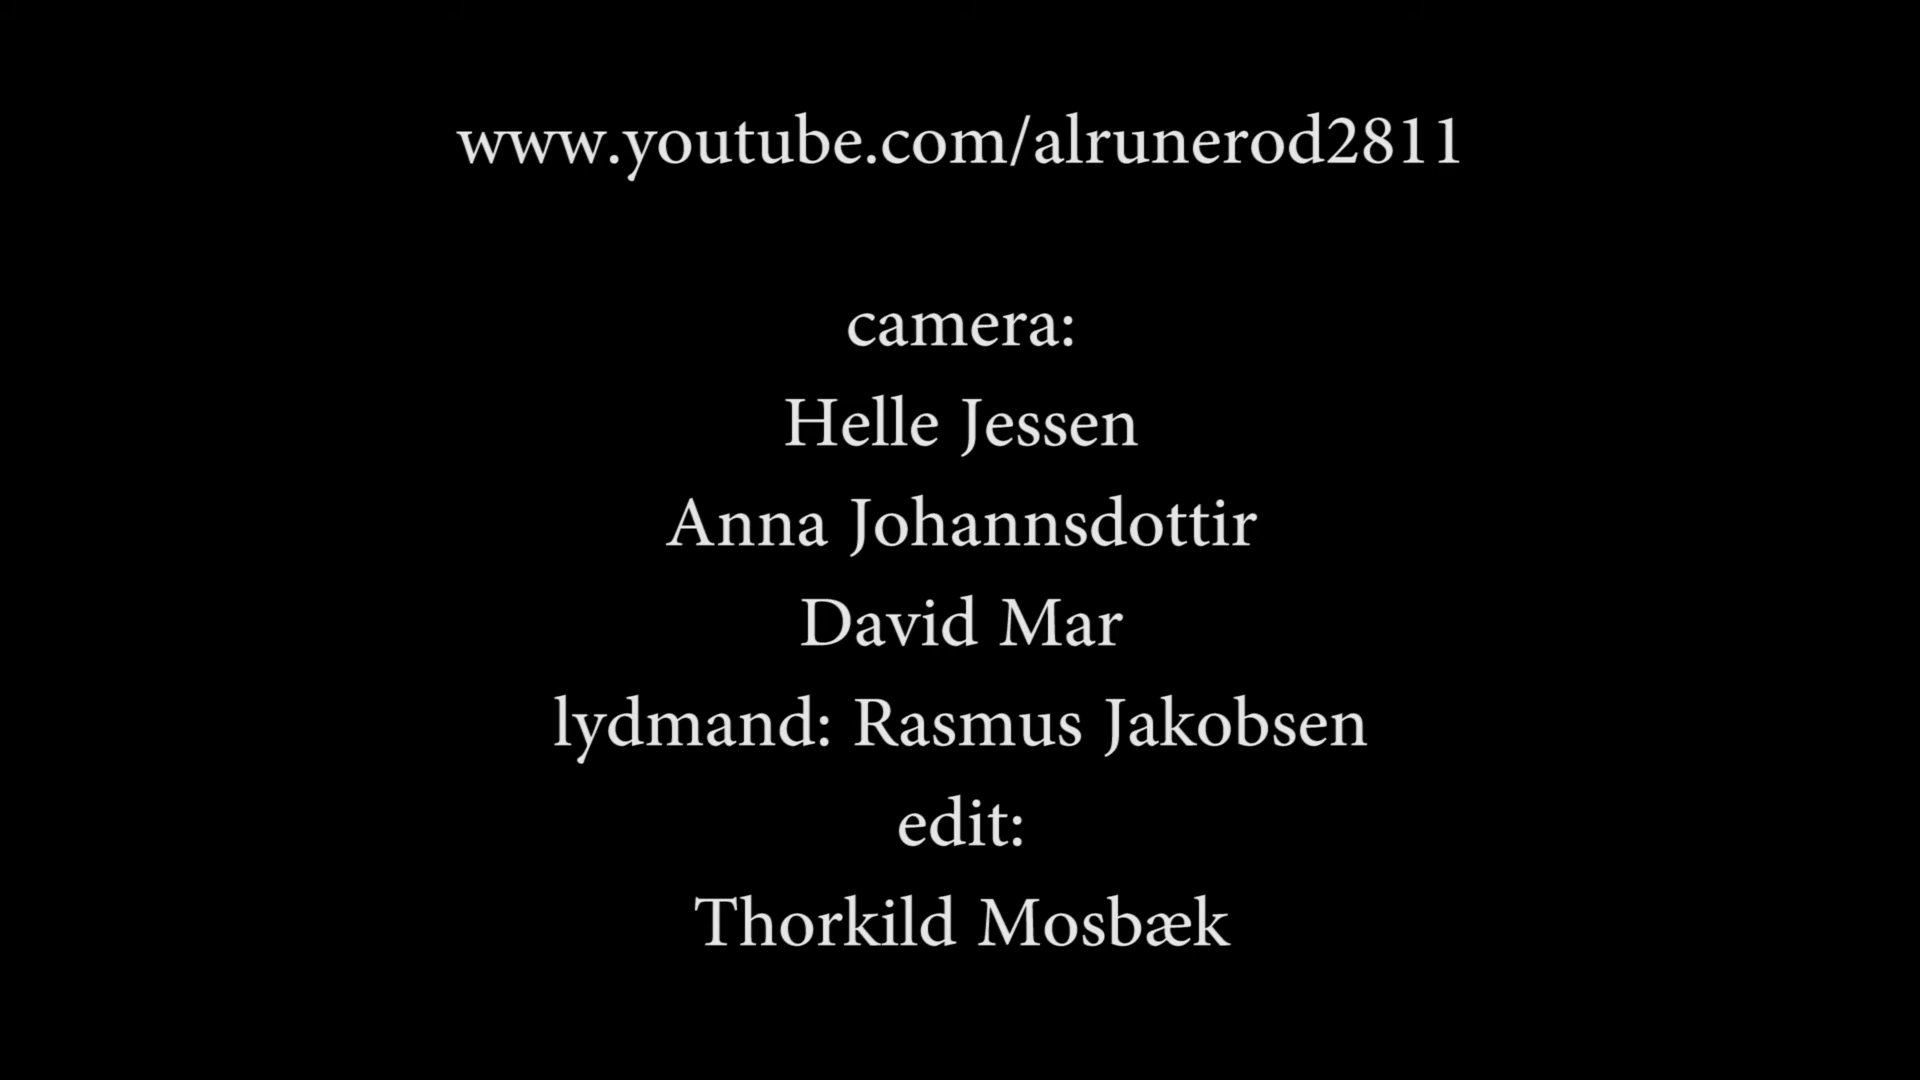 www.youtube.com/alrunerod2811
camera:
Helle Jessen
Anna Johannsdottir
David Mar
lydmand: Rasmus Jakobsen
edit:
Thorkild Mosbæk